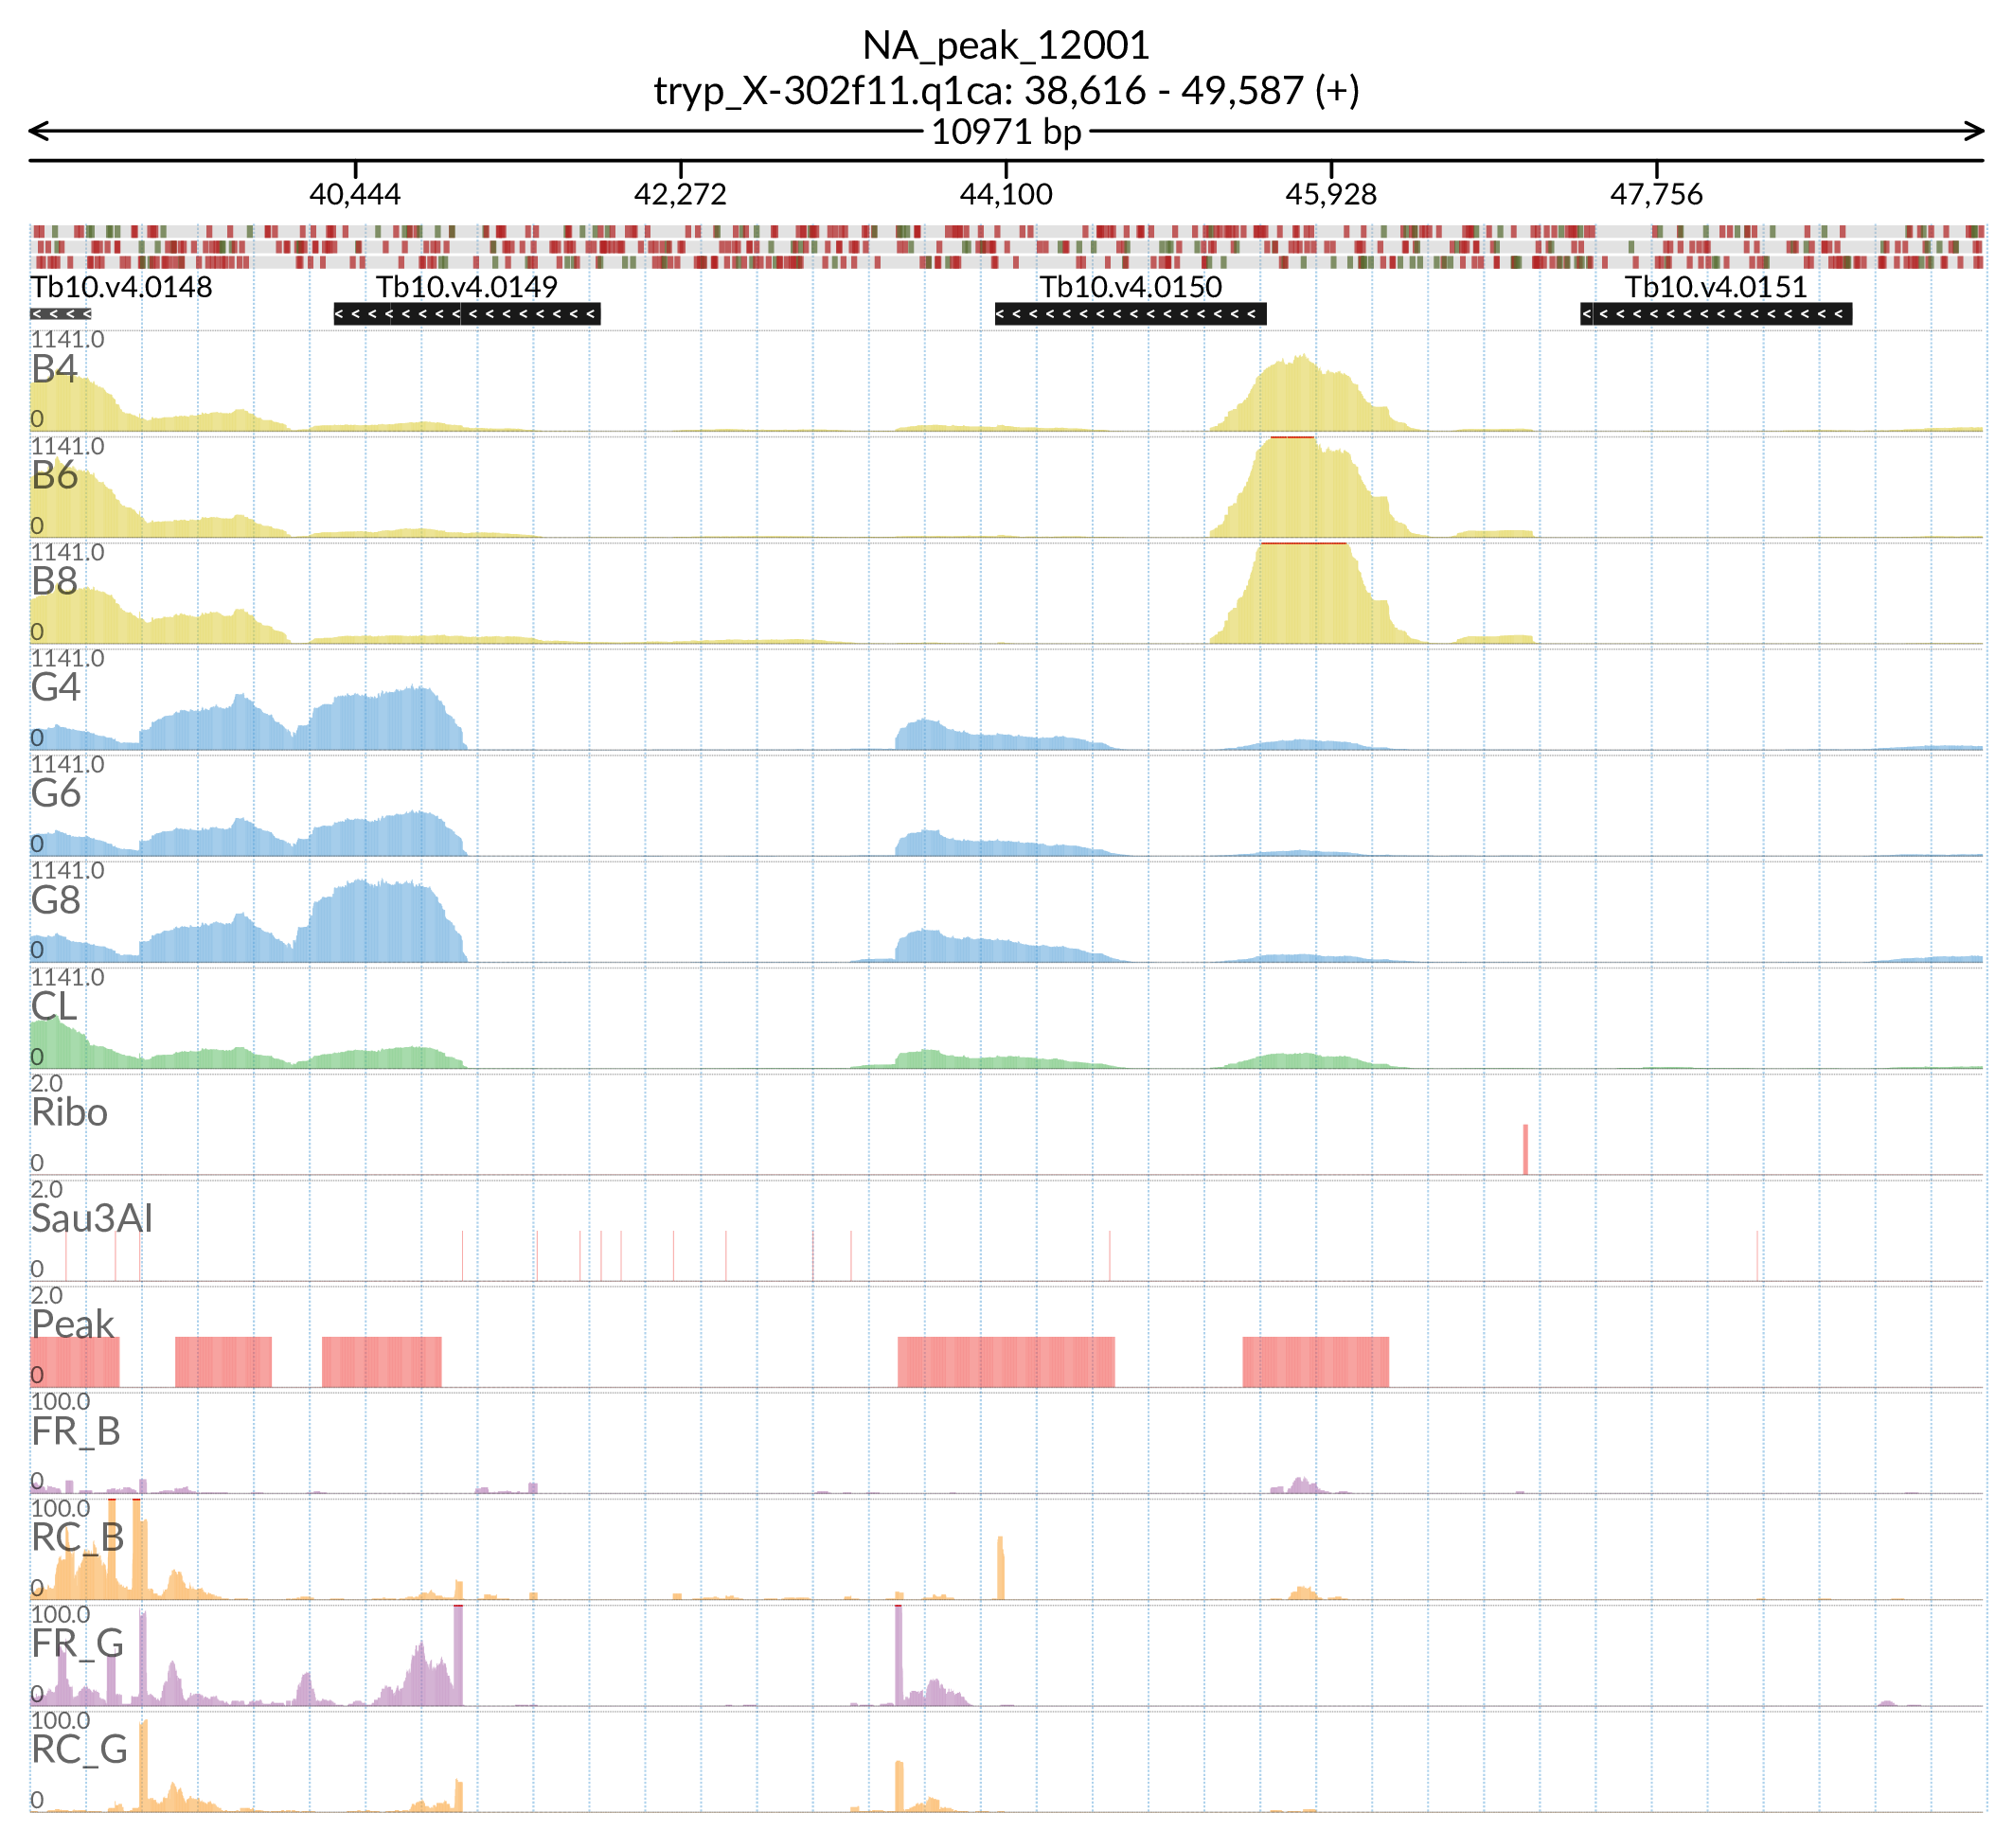 NA_peak_12001
tryp_X-302f11.q1ca: 38,616 - 49,587 (+)
10971 bp
40,444 42,272 44,100 45,928 47,756
Tb10.v4.0148 Tb10.v4.0149 Tb10.v4.0150 Tb10.v4.0151
1141.0
B4
0
1141.0
B6
0
1141.0
B8
0
1141.0
G4
0
1141.0
G6
0
1141.0
G8
0
1141.0
CL
0
2.0
Ribo
0
2.0
Sau3AI
0
2.0
Peak
0
100.0
FR_B
0
100.0
RC_B
0
100.0
FR_G
0
100.0
RC_G
0